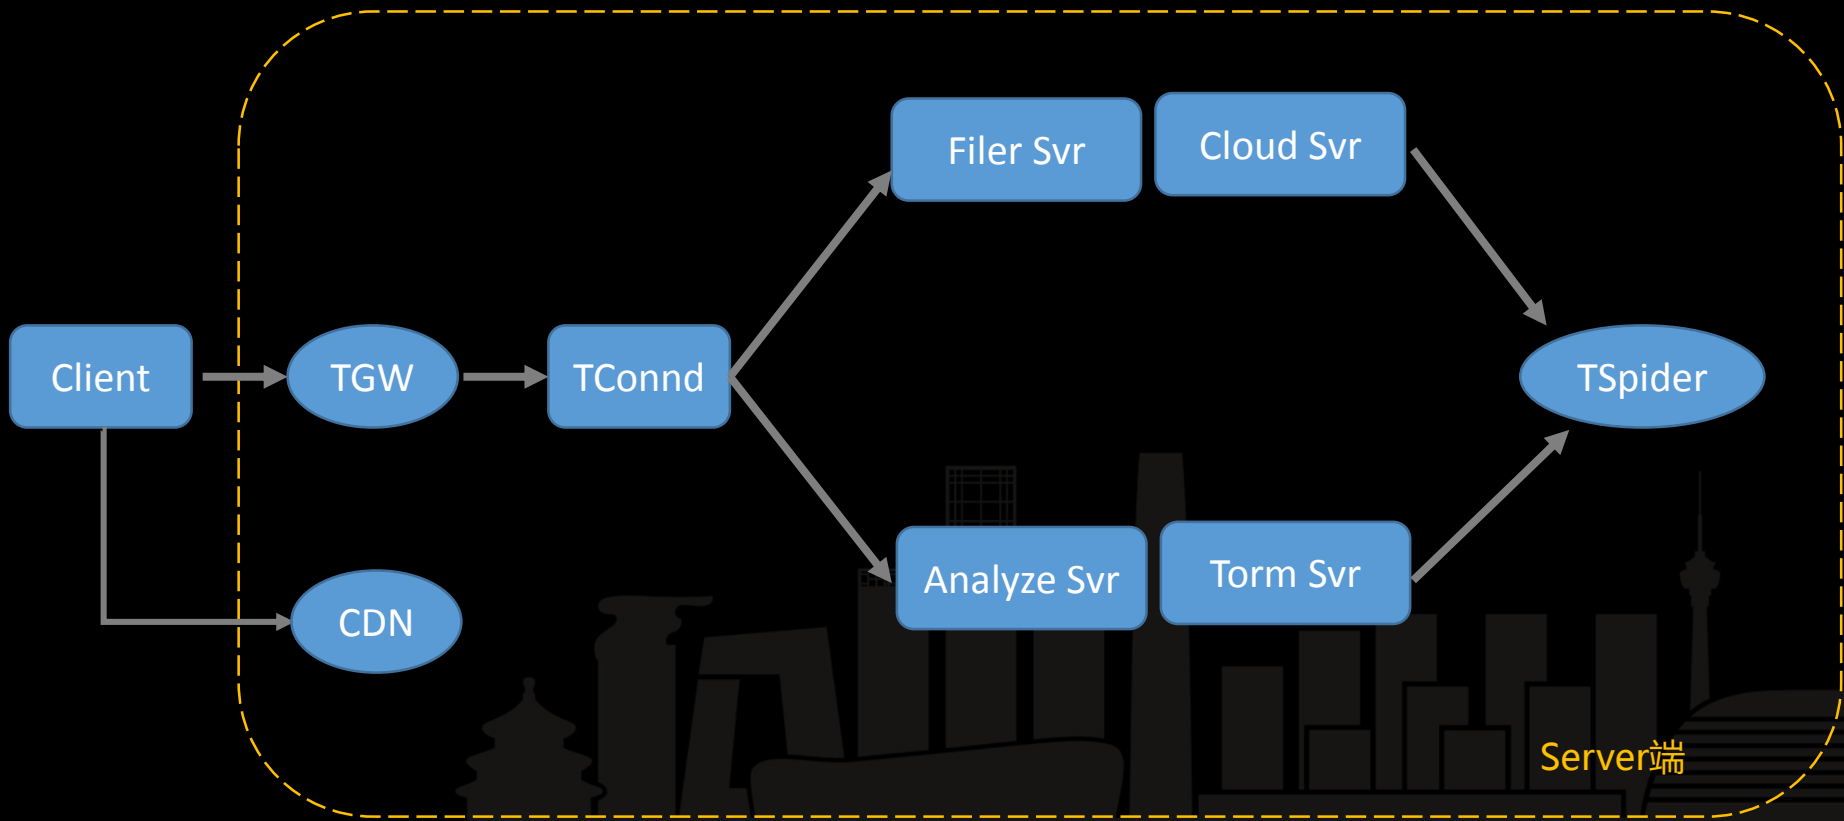 Filer Svr
Cloud Svr
Client
TGW
TConnd
TSpider
Analyze Svr
Torm Svr
CDN
Server端